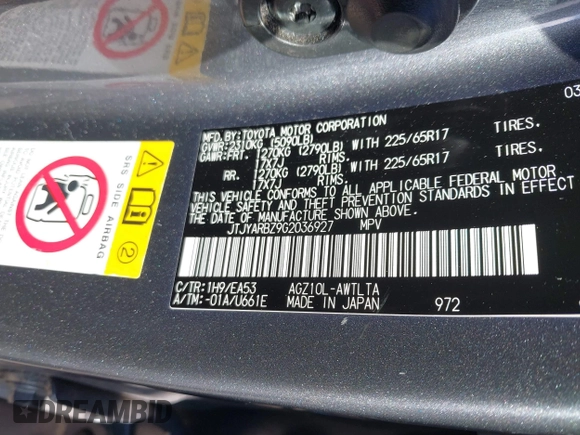 03
MFD. BY: TOYOTA MOTOR CORPORATION
GVWR: 2310KG (5090LB)
GAWR: FRT. 1270KG (2790LB) WITH 225/65R17 TIRES.
17X7J RIMS.
RR. 1270KG (2790LB) WITH 225/65R17 TIRES.
17X7J RIMS.
THIS VEHICLE CONFORMS TO ALL APPLICABLE FEDERAL MOTOR
VEHICLE SAFETY AND THEFT PREVENTION STANDARDS IN EFFECT
THE DATE OF MANUFACTURE SHOWN ABOVE.
JTJYARBZ9G2036927 MPV
C/TR: 1H9/EA53 AGZ10L-AWTLTA
A/TM: -01A/U661E MADE IN JAPAN 972
SRS SIDE AIRBAG
DREAMBID